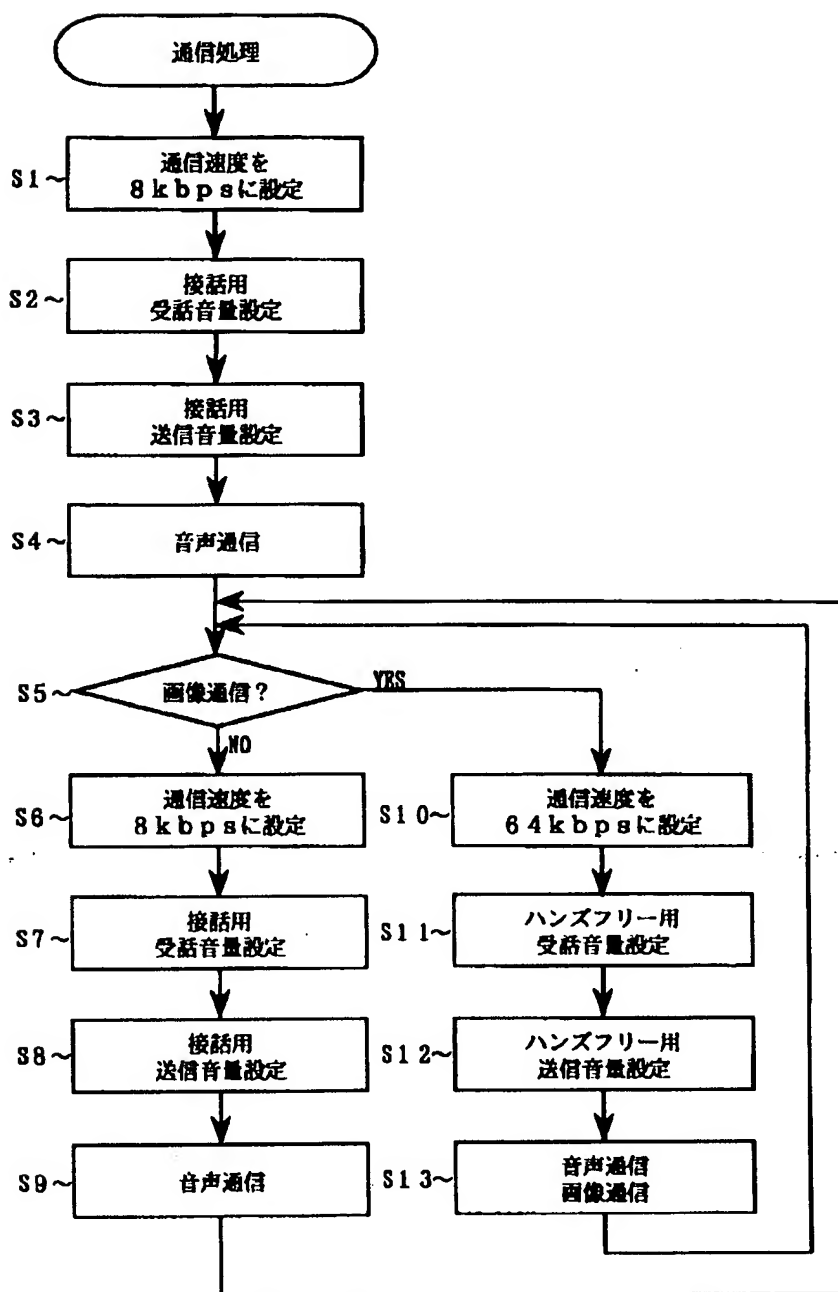 通信処理
S1~
通信速度を
8kbpsに設定
S2~
接話用
受話音量設定
S3~
接話用
送信音量設定
S4~
音声通信
S5~
画像通信?
YES
NO
S6~
通信速度を
8kbpsに設定
S7~
接話用
受話音量設定
S8~
接話用
送信音量設定
S9~
音声通信
S10~
通信速度を
64kbpsに設定
S11~
ハンズフリー用
受話音量設定
S12~
ハンズフリー用
送信音量設定
S13~
音声通信
画像通信